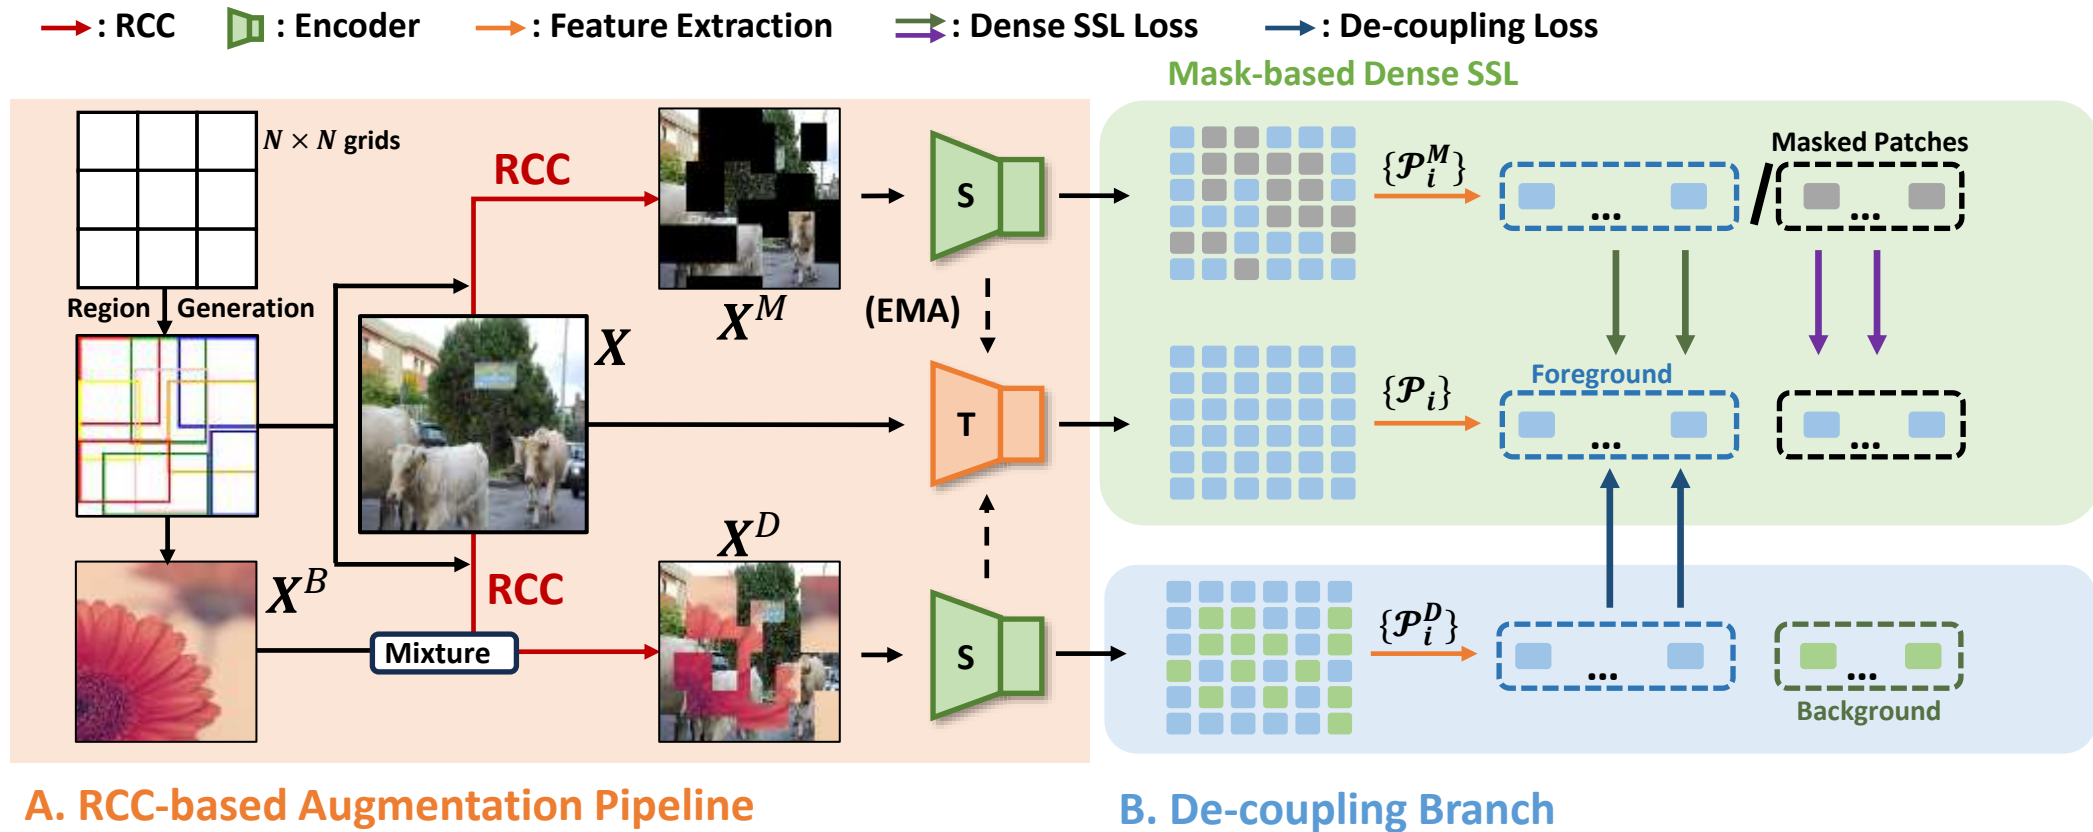 : RCC
: Encoder
: Feature Extraction
: Dense SSL Loss
: De-coupling Loss
Mask-based Dense SSL
N × N grids
Region Generation
RCC
X^M
X
(EMA)
S
T
S
X^B
RCC
Mixture
X^D
{𝒫_i^M}
...
Masked Patches
...
{𝒫_i}
Foreground
...
...
{𝒫_i^D}
...
...
Background
A. RCC-based Augmentation Pipeline
B. De-coupling Branch